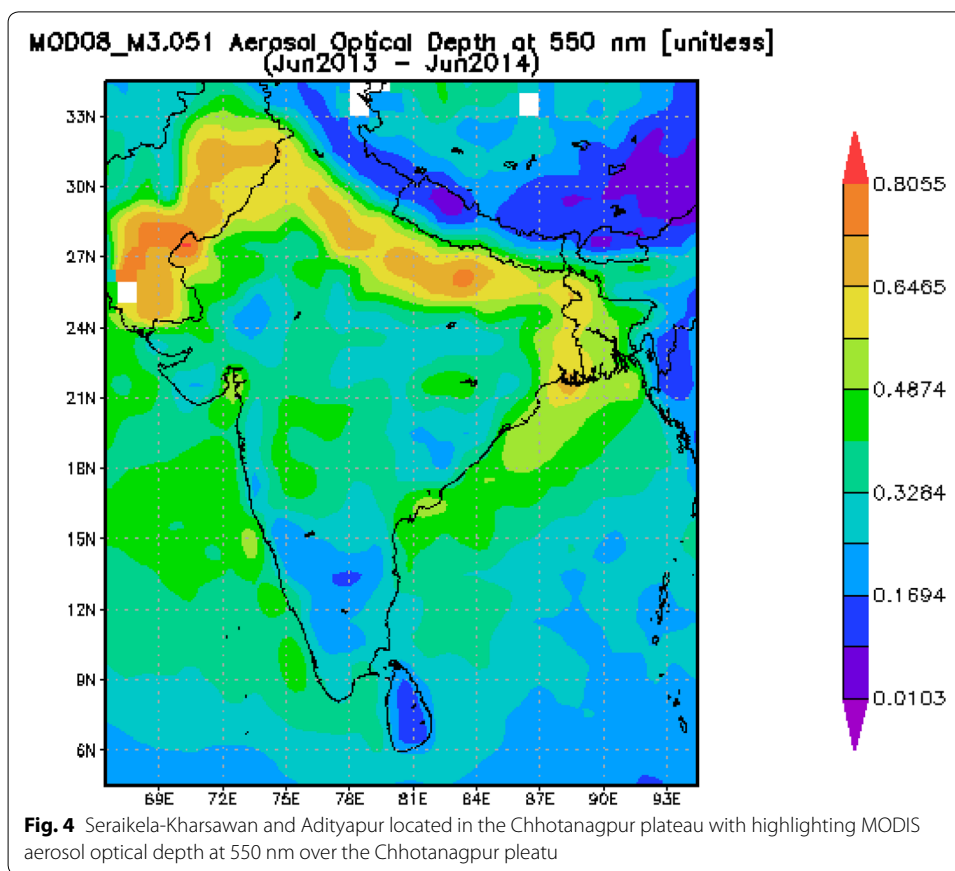 MOD08_M3.051 Aerosol Optical Depth at 550 nm [unitless]
(Jun2013 - Jun2014)
33N
30N
27N
24N
21N
18N
15N
12N
9N
6N
69E 72E 75E 78E 81E 84E 87E 90E 93E
0.8055
0.6465
0.4874
0.3284
0.1694
0.0103
Fig. 4 Seraikela-Kharsawan and Adityapur located in the Chhotanagpur plateau with highlighting MODIS
aerosol optical depth at 550 nm over the Chhotanagpur pleatu